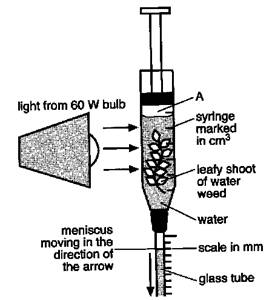 light from 60 W bulb
A
syringe
marked
in cm³
leafy shoot
of water
weed
water
meniscus
moving in the
direction of
the arrow
scale in mm
glass tube